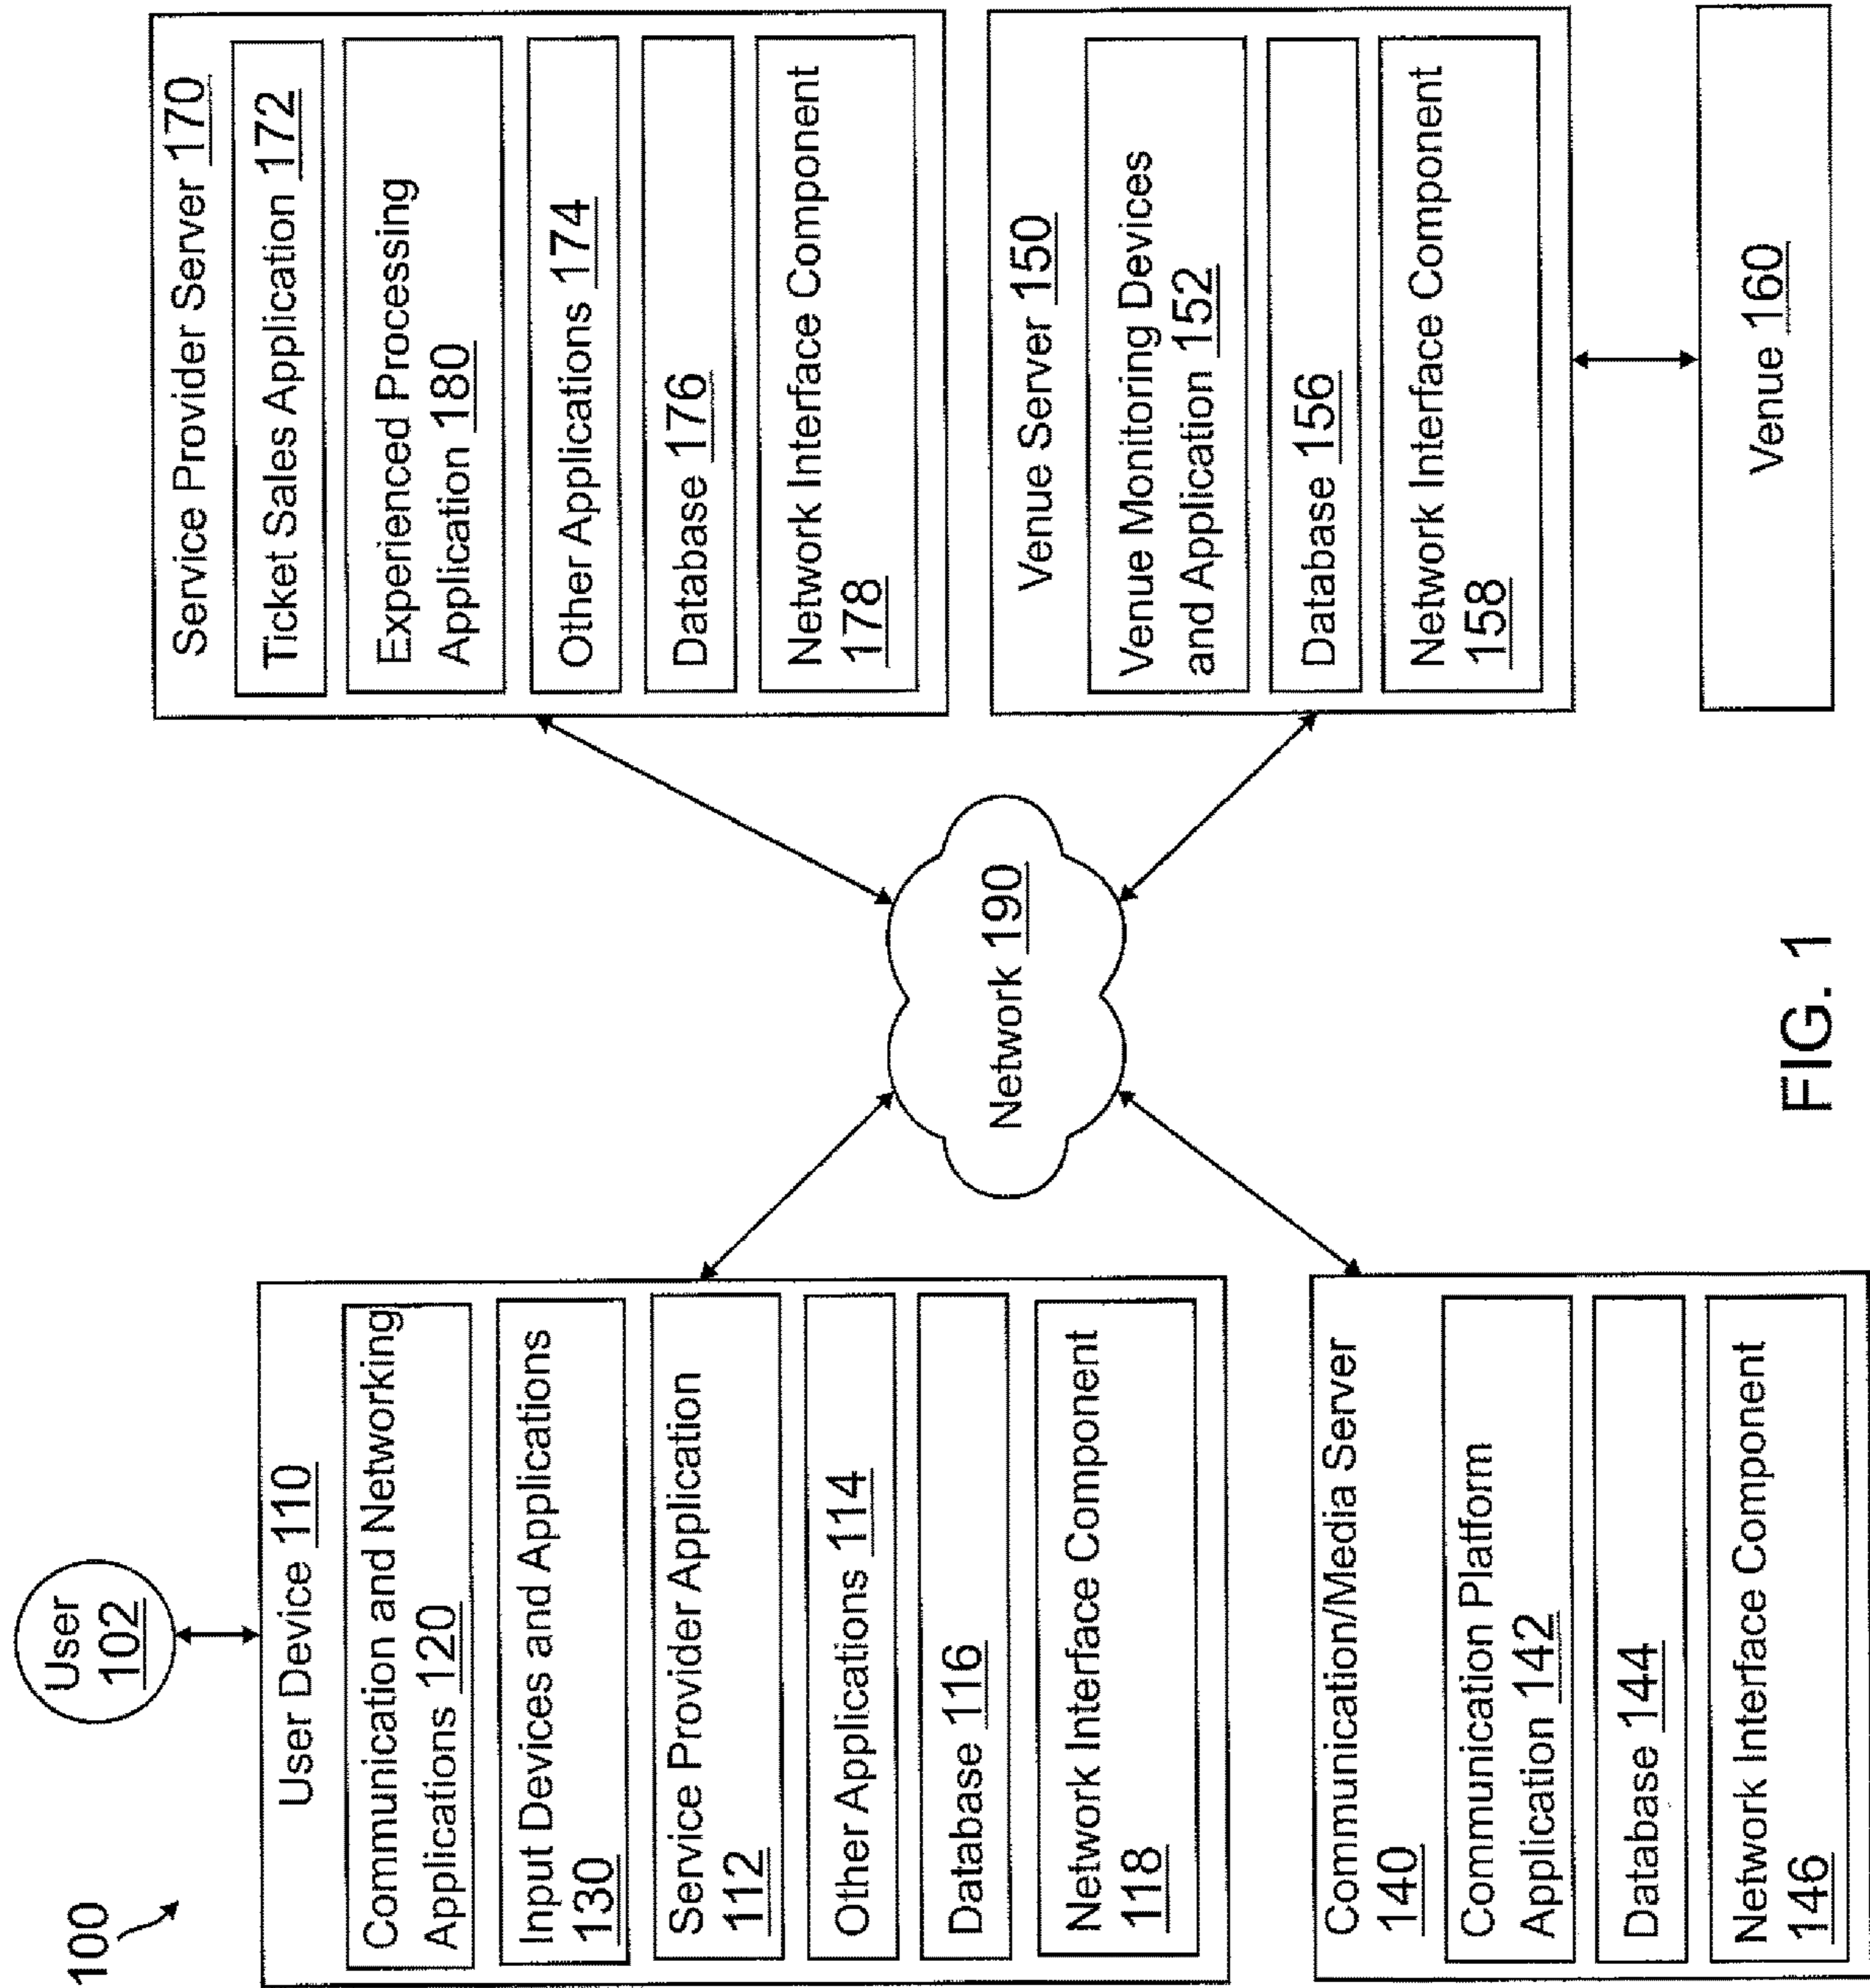 100
User
102
User Device 110
Communication and Networking
Applications 120
Input Devices and Applications
130
Service Provider Application
112
Other Applications 114
Database 116
Network Interface Component
118
Communication/Media Server
140
Communication Platform
Application 142
Database 144
Network Interface Component
146
Network 190
Service Provider Server 170
Ticket Sales Application 172
Experienced Processing
Application 180
Other Applications 174
Database 176
Network Interface Component
178
Venue Server 150
Venue Monitoring Devices
and Application 152
Database 156
Network Interface Component
158
Venue 160
FIG. 1